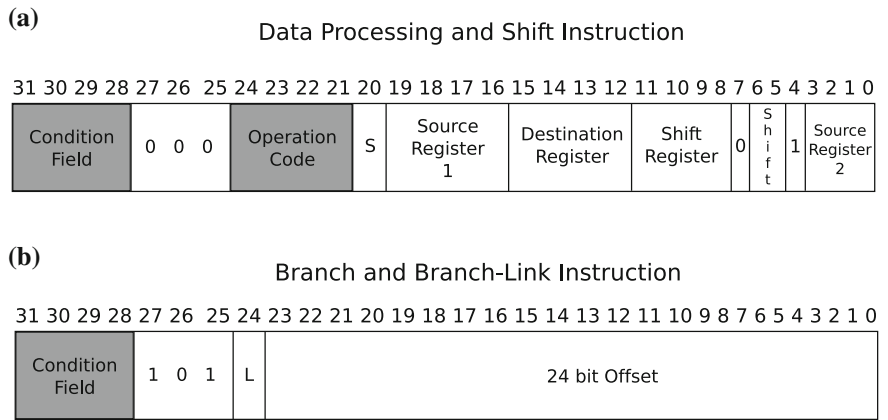 (a)
Data Processing and Shift Instruction
31 30 29 28 27 26 25 24 23 22 21 20 19 18 17 16 15 14 13 12 11 10 9 8 7 6 5 4 3 2 1 0
Condition
Field
0 0 0
Operation
Code
S
Source
Register
1
Destination
Register
Shift
Register
0
S
h
i
f
t
1
Source
Register
2
(b)
Branch and Branch-Link Instruction
31 30 29 28 27 26 25 24 23 22 21 20 19 18 17 16 15 14 13 12 11 10 9 8 7 6 5 4 3 2 1 0
Condition
Field
1 0 1
L
24 bit Offset